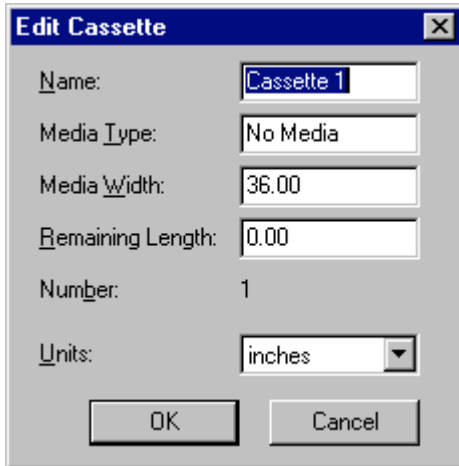 Edit Cassette
Name: Cassette 1
Media Type: No Media
Media Width: 36.00
Remaining Length: 0.00
Number: 1
Units: inches
OK Cancel